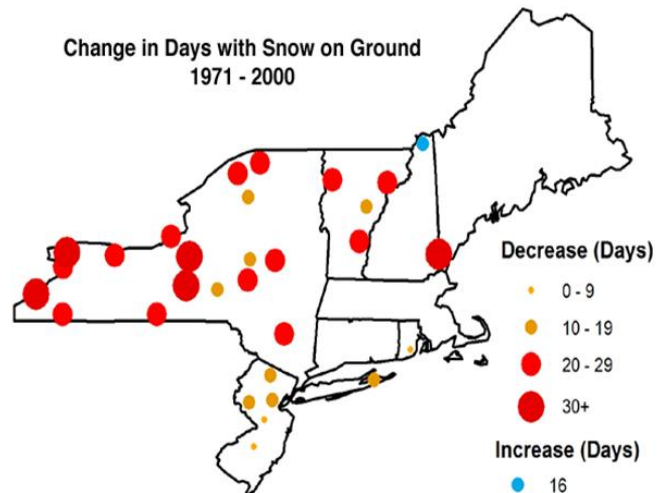 Change in Days with Snow on Ground
1971 - 2000
Decrease (Days)
0 - 9
10 - 19
20 - 29
30+
Increase (Days)
16